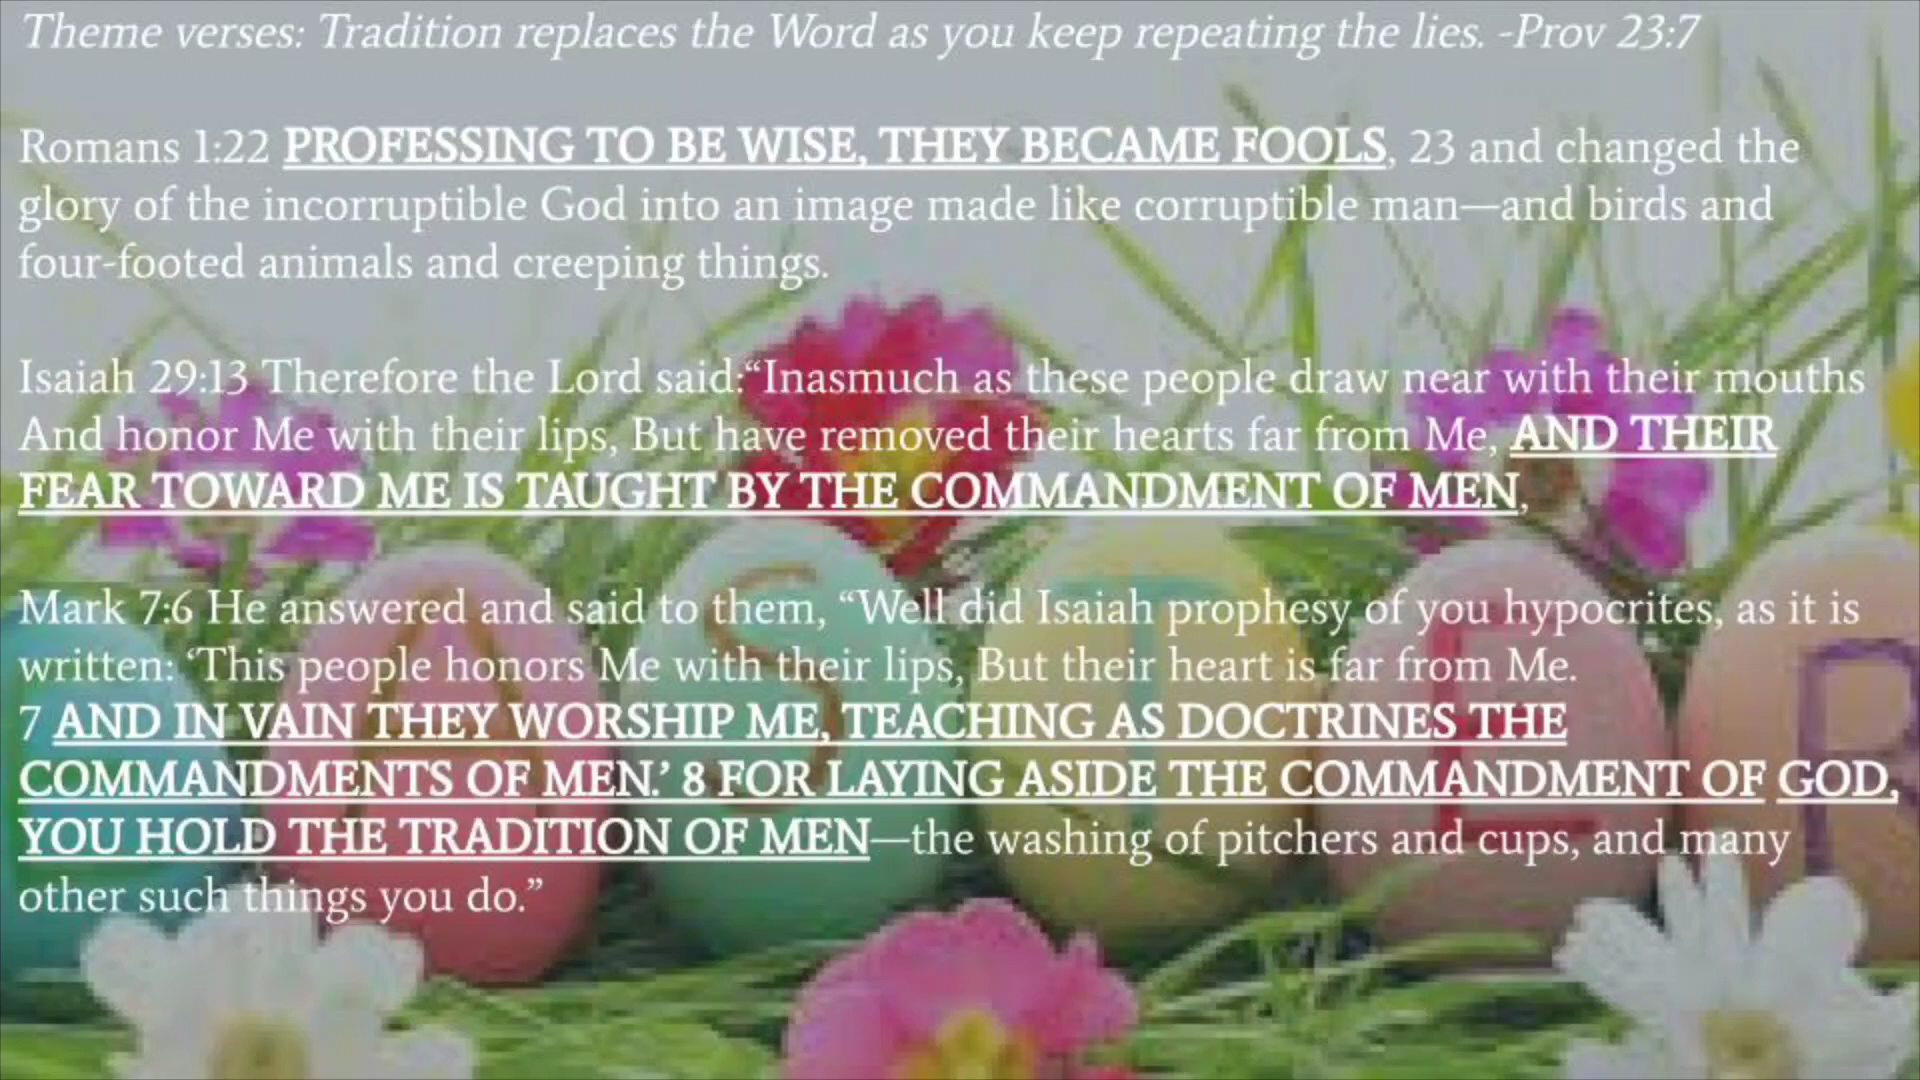 Theme verses: Tradition replaces the Word as you keep repeating the lies. -Prov 23:7
Romans 1:22 PROFESSING TO BE WISE, THEY BECAME FOOLS, 23 and changed the
glory of the incorruptible God into an image made like corruptible man—and birds and
four-footed animals and creeping things.
Isaiah 29:13 Therefore the Lord said:“Inasmuch as these people draw near with their mouths
And honor Me with their lips, But have removed their hearts far from Me, AND THEIR
FEAR TOWARD ME IS TAUGHT BY THE COMMANDMENT OF MEN,
Mark 7:6 He answered and said to them, “Well did Isaiah prophesy of you hypocrites, as it is
written: ‘This people honors Me with their lips, But their heart is far from Me.
7 AND IN VAIN THEY WORSHIP ME, TEACHING AS DOCTRINES THE
COMMANDMENTS OF MEN.’ 8 FOR LAYING ASIDE THE COMMANDMENT OF GOD,
YOU HOLD THE TRADITION OF MEN—the washing of pitchers and cups, and many
other such things you do.”
A S T E R